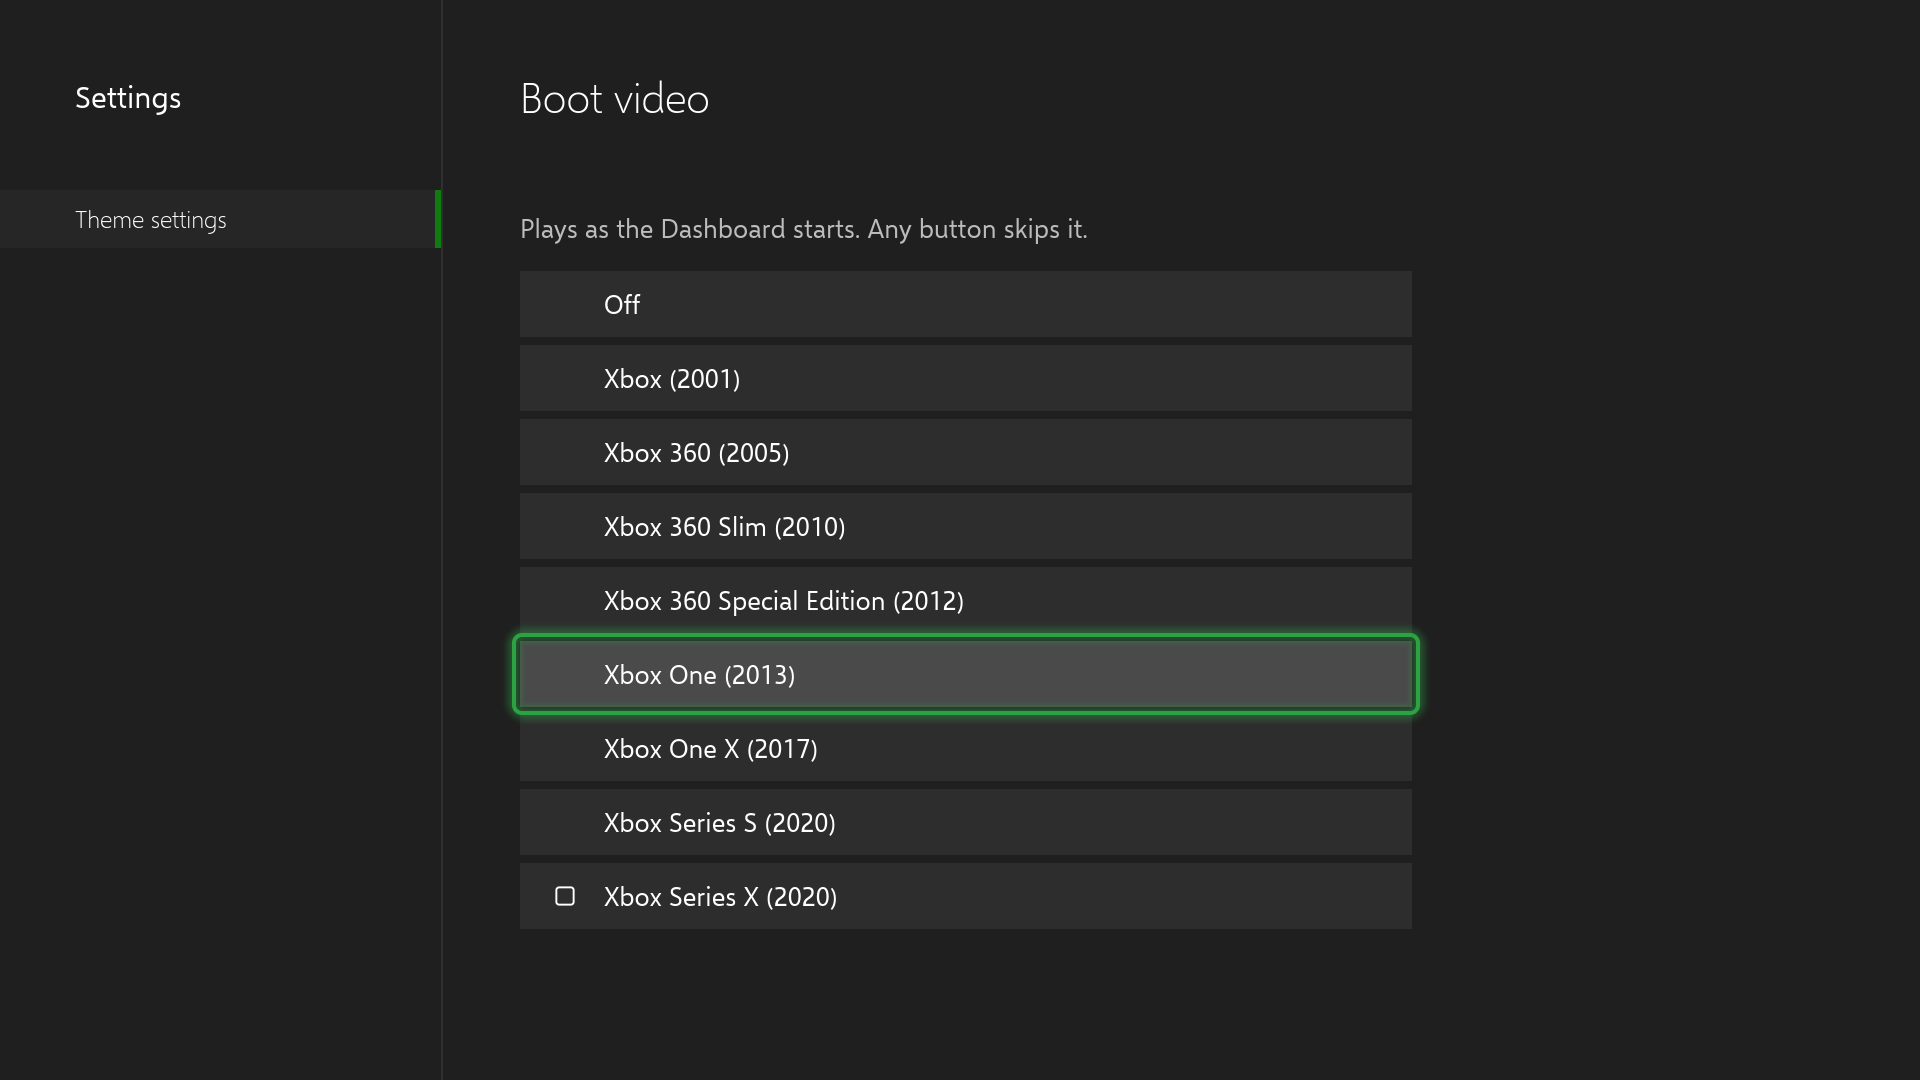 Settings
Theme settings
Boot video
Plays as the Dashboard starts. Any button skips it.
Off
Xbox (2001)
Xbox 360 (2005)
Xbox 360 Slim (2010)
Xbox 360 Special Edition (2012)
Xbox One (2013)
Xbox One X (2017)
Xbox Series S (2020)
Xbox Series X (2020)